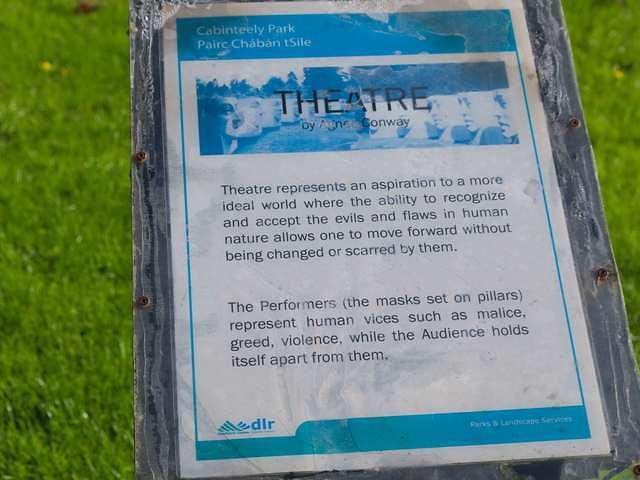 Cabinteely Park
Pairc Chábán tSíle
THEATRE
by Agnes Conway
Theatre represents an aspiration to a more
ideal world where the ability to recognize
and accept the evils and flaws in human
nature allows one to move forward without
being changed or scarred by them.
The Performers (the masks set on pillars)
represent human vices such as malice,
greed, violence, while the Audience holds
itself apart from them.
dlr
Parks & Landscape Services